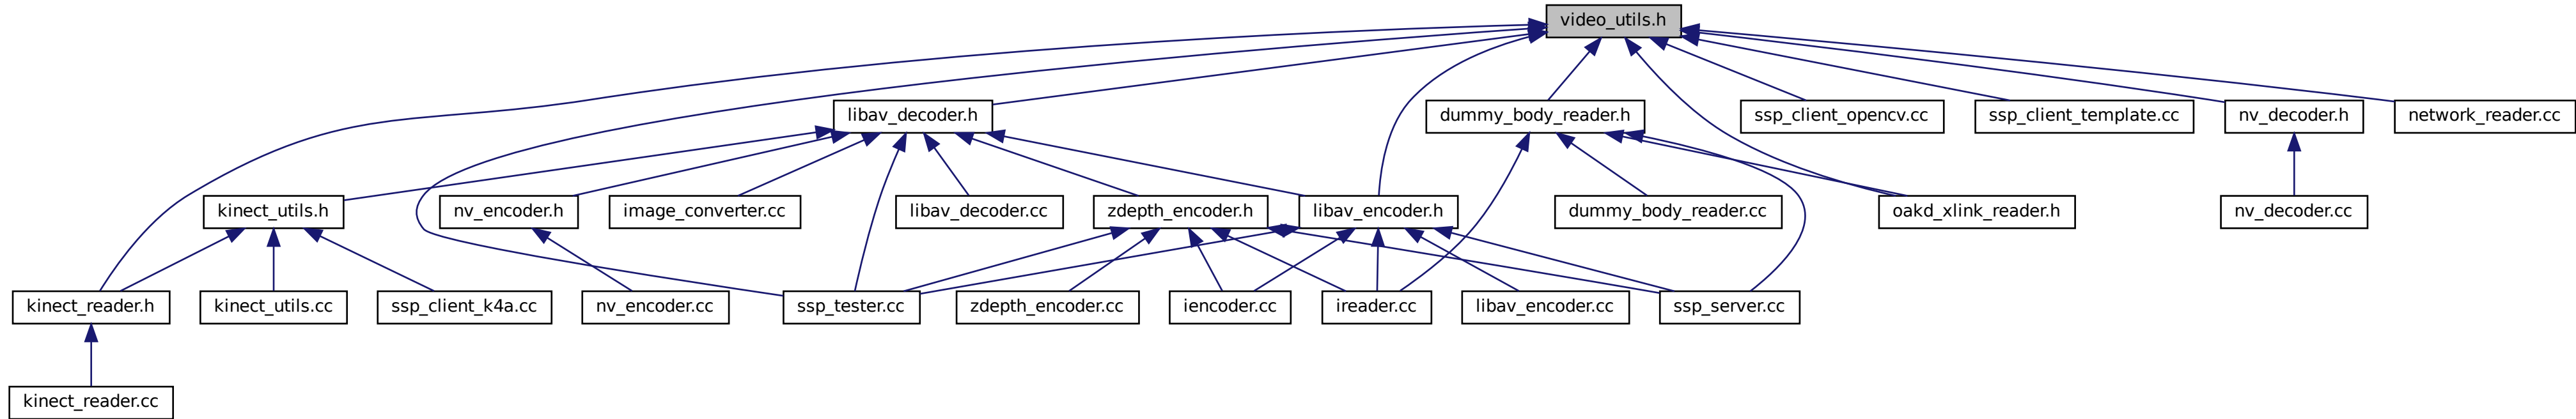 video_utils.h
libav_decoder.h
dummy_body_reader.h
ssp_client_opencv.cc
ssp_client_template.cc
nv_decoder.h
network_reader.cc
kinect_utils.h
nv_encoder.h
image_converter.cc
libav_decoder.cc
zdepth_encoder.h
libav_encoder.h
dummy_body_reader.cc
oakd_xlink_reader.h
nv_decoder.cc
kinect_reader.h
kinect_utils.cc
ssp_client_k4a.cc
nv_encoder.cc
ssp_tester.cc
zdepth_encoder.cc
iencoder.cc
ireader.cc
libav_encoder.cc
ssp_server.cc
kinect_reader.cc